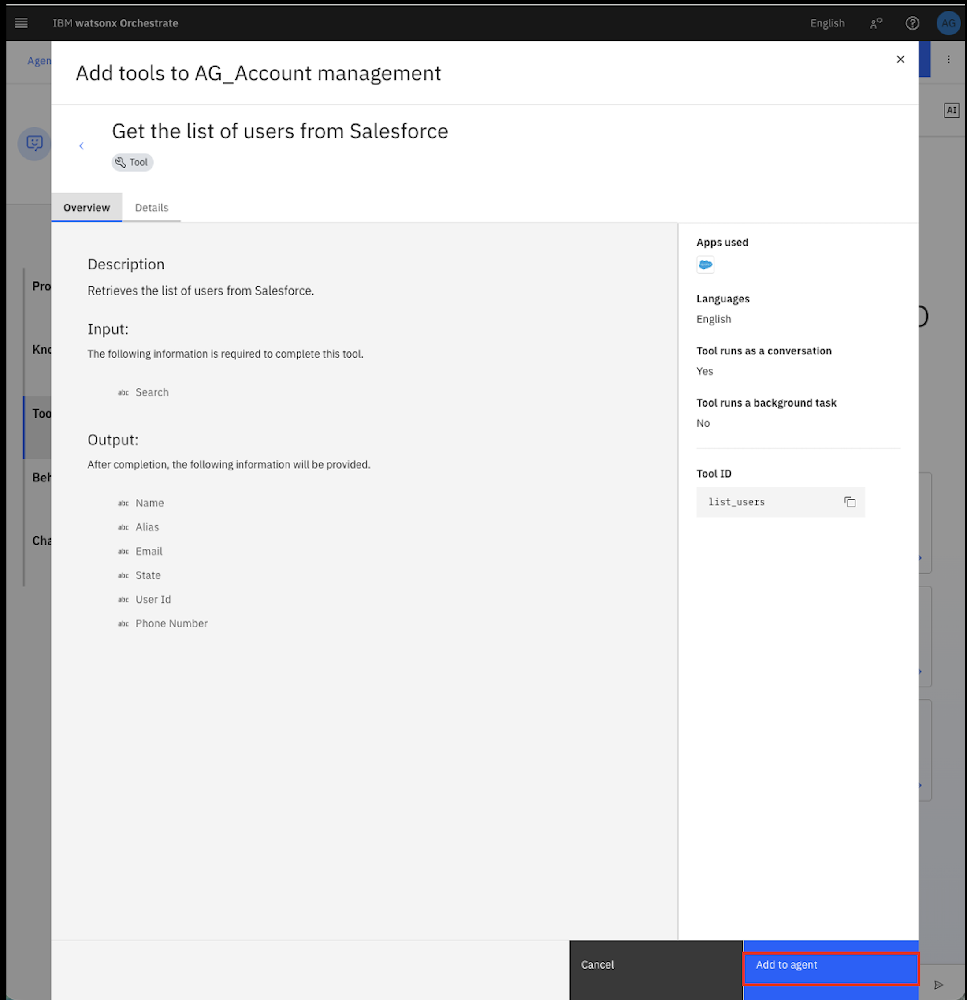 IBM watsonx Orchestrate
English
AG
Agen
Add tools to AG_Account management
AI
Get the list of users from Salesforce
Tool
Overview
Details
Description
Retrieves the list of users from Salesforce.
Input:
The following information is required to complete this tool.
abc Search
Output:
After completion, the following information will be provided.
abc Name
abc Alias
abc Email
abc State
abc User Id
abc Phone Number
Apps used
Languages
English
Tool runs as a conversation
Yes
Tool runs a background task
No
Tool ID
list_users
Pro
Kno
Too
Beh
Cha
Cancel
Add to agent